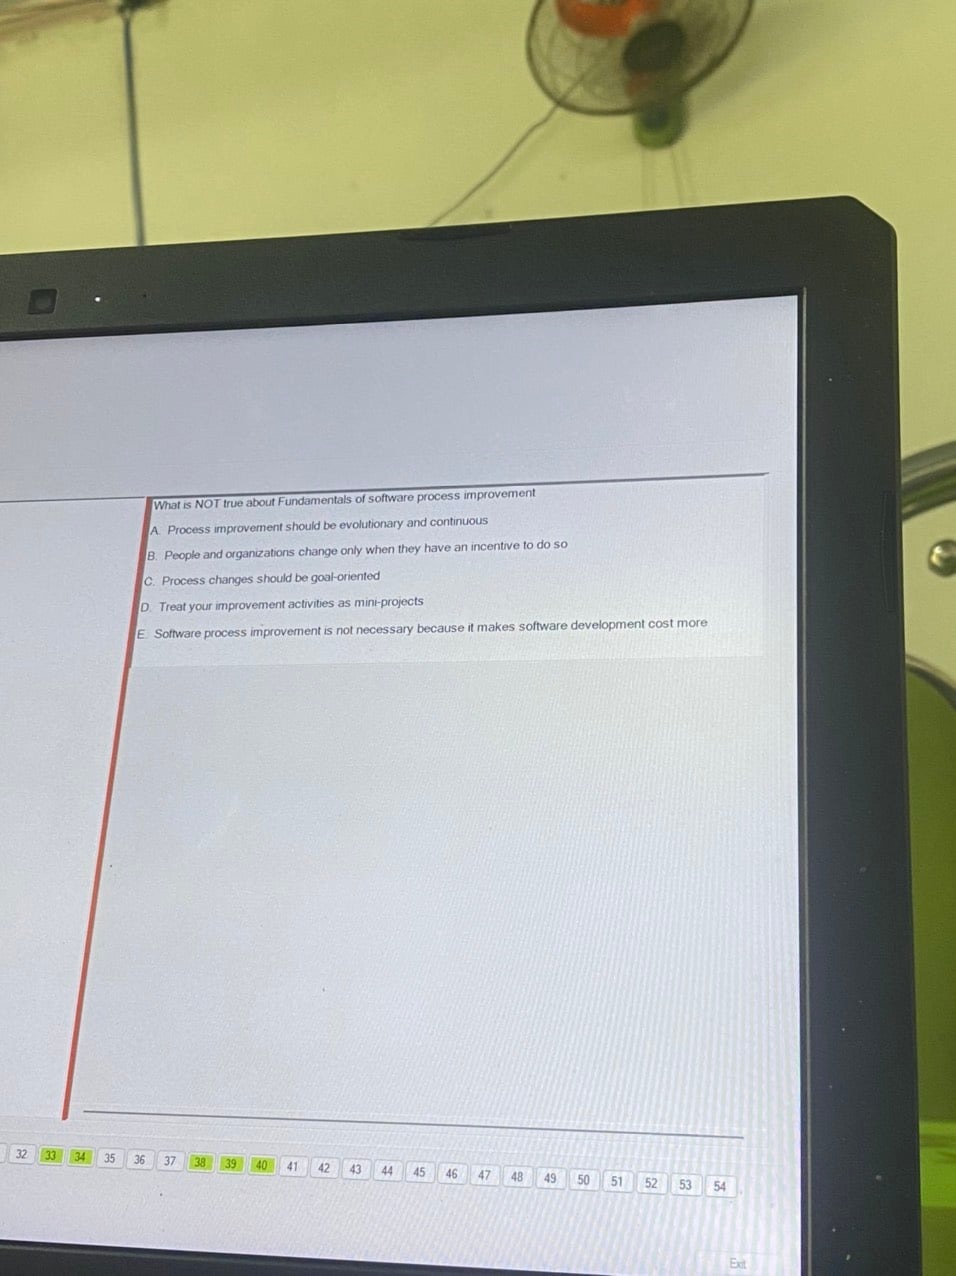 What is NOT true about Fundamentals of software process improvement
A. Process improvement should be evolutionary and continuous
B. People and organizations change only when they have an incentive to do so
C. Process changes should be goal-oriented
D. Treat your improvement activities as mini-projects
E. Software process improvement is not necessary because it makes software development cost more
32 33 34 35 36 37 38 39 40 41 42 43 44 45 46 47 48 49 50 51 52 53 54
Exit